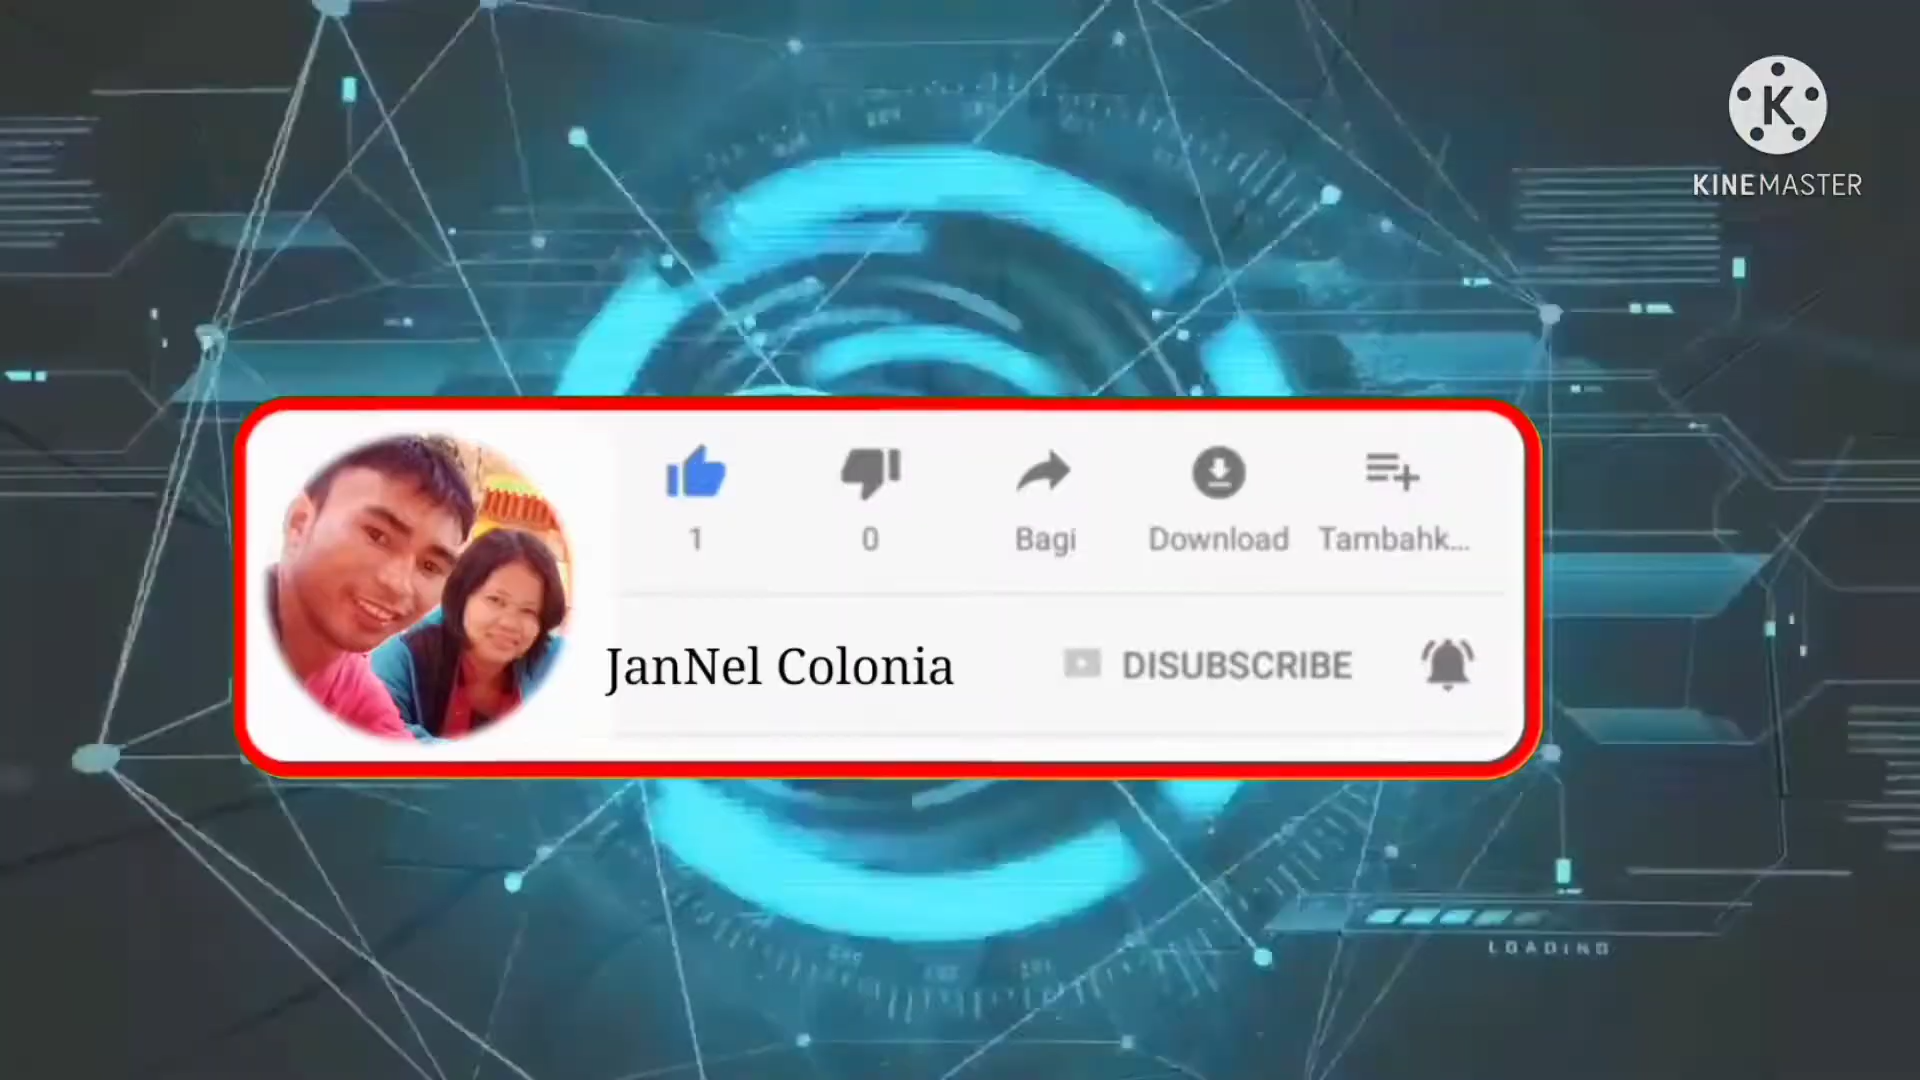 KINEMASTER
1
0
Bagi
Download
Tambahk...
JanNel Colonia
DISUBSCRIBE
LOADING